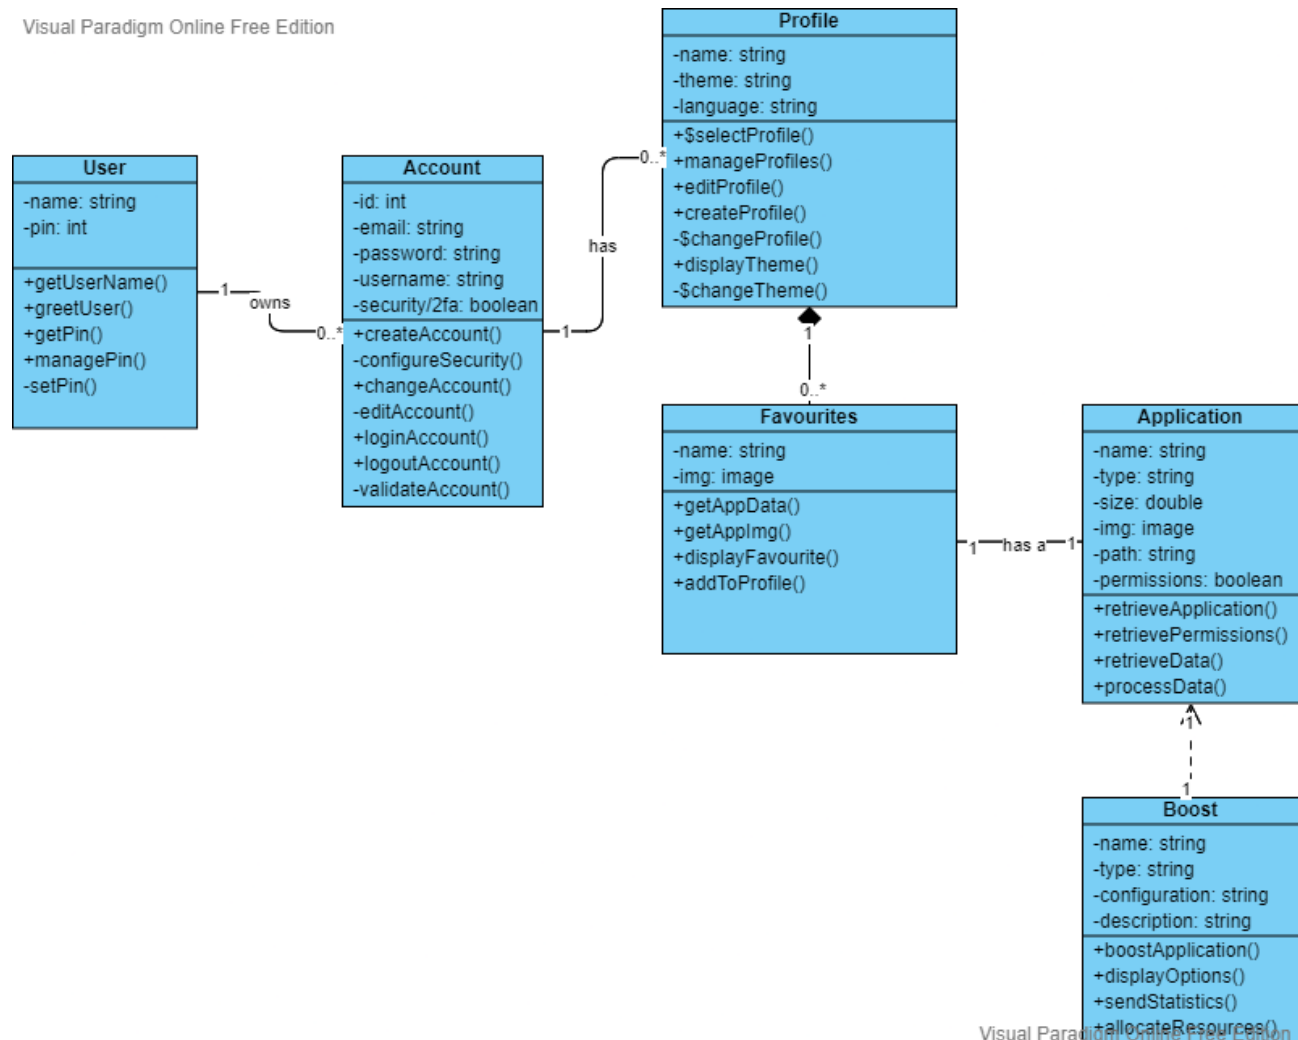 Visual Paradigm Online Free Edition
User
-name: string
-pin: int
+getUserName()
+greetUser()
+getPin()
+managePin()
-setPin()
1
owns
0..*
Account
-id: int
-email: string
-password: string
-username: string
-security/2fa: boolean
+createAccount()
-configureSecurity()
+changeAccount()
-editAccount()
+loginAccount()
+logoutAccount()
-validateAccount()
1
has
0..*
Profile
-name: string
-theme: string
-language: string
+$selectProfile()
+manageProfiles()
+editProfile()
+createProfile()
-$changeProfile()
+displayTheme()
-$changeTheme()
1
0..*
Favourites
-name: string
-img: image
+getAppData()
+getAppImg()
+displayFavourite()
+addToProfile()
1
has a
1
Application
-name: string
-type: string
-size: double
-img: image
-path: string
-permissions: boolean
+retrieveApplication()
+retrievePermissions()
+retrieveData()
+processData()
1
1
Boost
-name: string
-type: string
-configuration: string
-description: string
+boostApplication()
+displayOptions()
+sendStatistics()
+allocateResources()
Visual Paradigm Online Free Edition